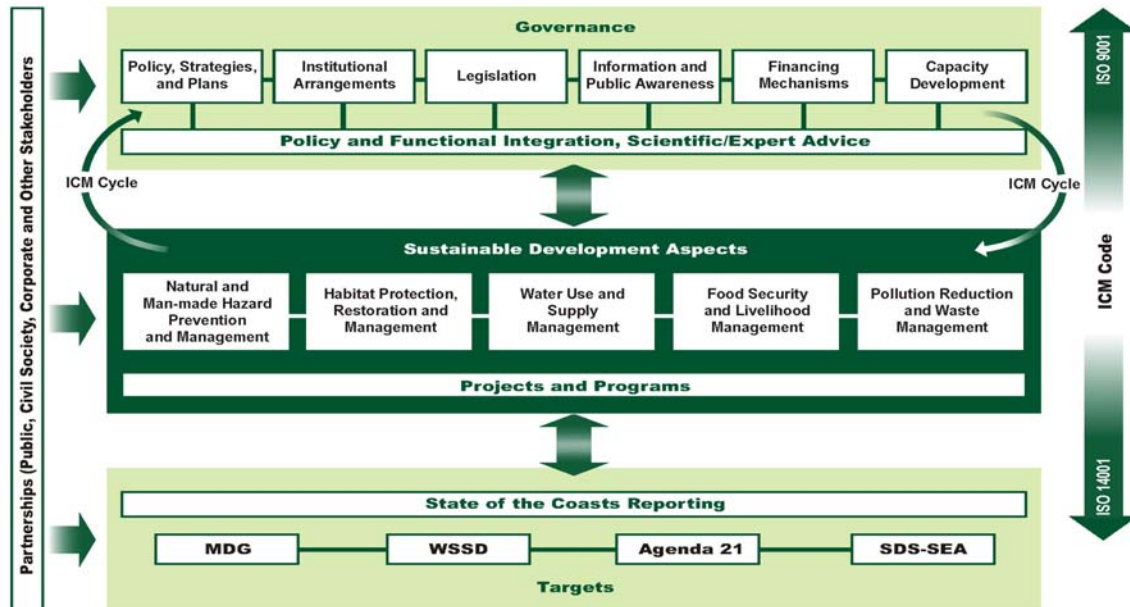 Partnerships (Public, Civil Society, Corporate and Other Stakeholders
Governance
Policy, Strategies,
and Plans
Institutional
Arrangements
Legislation
Information and
Public Awareness
Financing
Mechanisms
Capacity
Development
Policy and Functional Integration, Scientific/Expert Advice
ICM Cycle
ICM Cycle
Sustainable Development Aspects
Natural and
Man-made Hazard
Prevention
and Management
Habitat Protection,
Restoration and
Management
Water Use and
Supply
Management
Food Security
and Livelihood
Management
Pollution Reduction
and Waste
Management
Projects and Programs
State of the Coasts Reporting
MDG
WSSD
Agenda 21
SDS-SEA
Targets
ISO 9001
ICM Code
ISO 14001